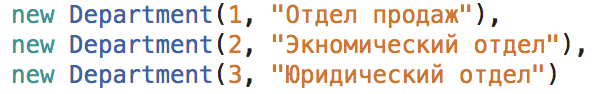 new Department(1, "Отдел продаж"),
new Department(2, "Экномический отдел"),
new Department(3, "Юридический отдел")